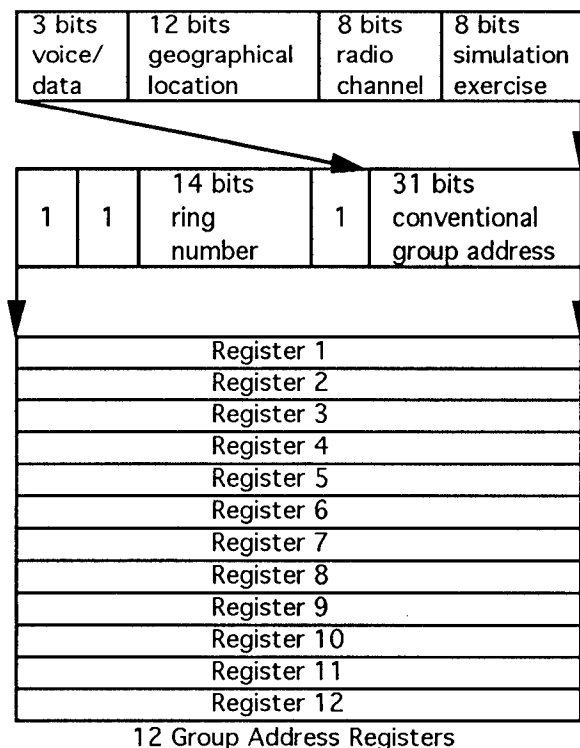 3 bits 12 bits 8 bits 8 bits
voice/ geographical radio simulation
data location channel exercise
14 bits 31 bits
1 1 ring 1 conventional
number group address
Register 1
Register 2
Register 3
Register 4
Register 5
Register 6
Register 7
Register 8
Register 9
Register 10
Register 11
Register 12
12 Group Address Registers